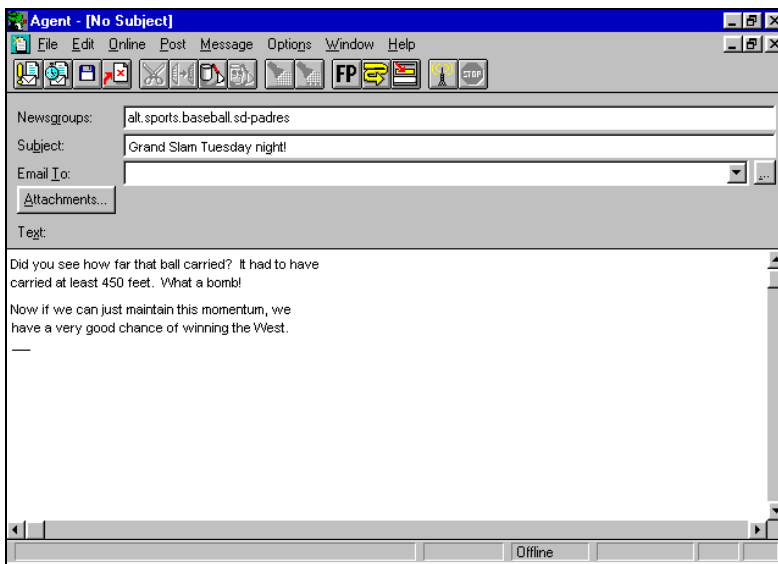 Agent - [No Subject]
File Edit Online Post Message Options Window Help
FP STOP
Newsgroups: alt.sports.baseball.sd-padres
Subject: Grand Slam Tuesday night!
Email To: ...
Attachments...
Text:
Did you see how far that ball carried? It had to have
carried at least 450 feet. What a bomb!
Now if we can just maintain this momentum, we
have a very good chance of winning the West.
Offline